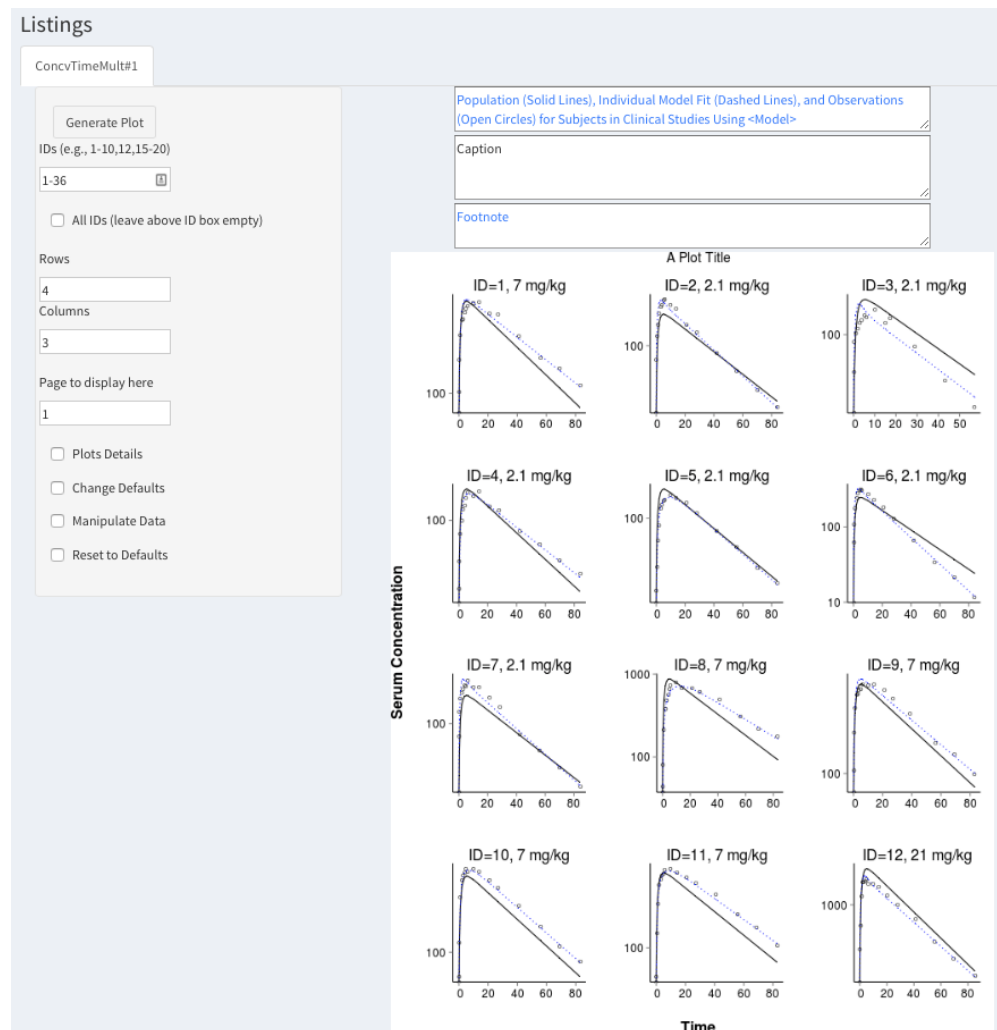 Listings
ConcvTimeMult#1
Generate Plot
IDs (e.g., 1-10,12,15-20)
1-36
All IDs (leave above ID box empty)
Rows
4
Columns
3
Page to display here
1
Plots Details
Change Defaults
Manipulate Data
Reset to Defaults
Population (Solid Lines), Individual Model Fit (Dashed Lines), and Observations
(Open Circles) for Subjects in Clinical Studies Using <Model>
Caption
Footnote
A Plot Title
Serum Concentration
ID=1, 7 mg/kg
100
0 20 40 60 80
ID=2, 2.1 mg/kg
100
0 20 40 60 80
ID=3, 2.1 mg/kg
100
0 10 20 30 40 50
ID=4, 2.1 mg/kg
100
0 20 40 60 80
ID=5, 2.1 mg/kg
100
0 20 40 60 80
ID=6, 2.1 mg/kg
100
10
0 20 40 60 80
ID=7, 2.1 mg/kg
100
0 20 40 60 80
ID=8, 7 mg/kg
1000
100
0 20 40 60 80
ID=9, 7 mg/kg
100
0 20 40 60 80
ID=10, 7 mg/kg
100
0 20 40 60 80
ID=11, 7 mg/kg
100
0 20 40 60 80
ID=12, 21 mg/kg
1000
0 20 40 60 80
Time